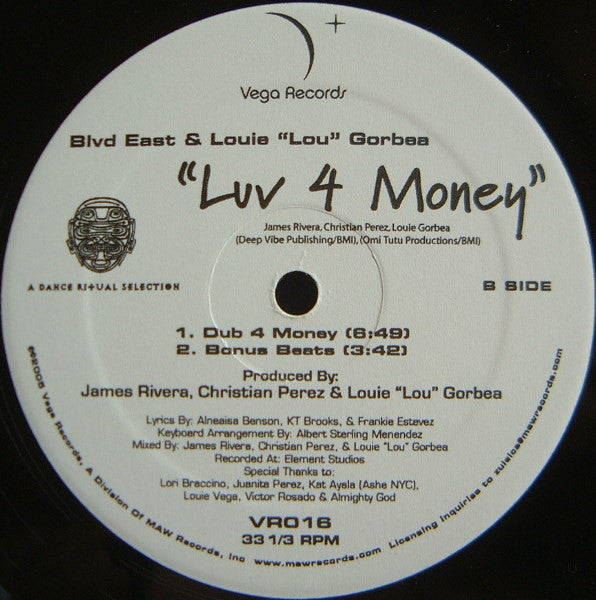 Vega Records
Blvd East & Louie “Lou” Gorbea
“Luv 4 Money”
James Rivera, Christian Perez, Louie Gorbea
(Deep Vibe Publishing/BMI), (Omi Tutu Productions/BMI)
A DANCE RITUAL SELECTION
B SIDE
1. Dub 4 Money (6:49)
2. Bonus Beats (3:42)
Produced By:
James Rivera, Christian Perez & Louie “Lou” Gorbea
Lyrics By: Alneaisa Benson, KT Brooks, & Frankie Estevez
Keyboard Arrangement By: Albert Sterling Menendez
Mixed By: James Rivera, Christian Perez, & Louie “Lou” Gorbea
Recorded At: Element Studios
Special Thanks to:
Lori Braccino, Juanita Perez, Kat Ayala (Ashe NYC),
Louie Vega, Victor Rosado & Almighty God
VR016
33 1/3 RPM
℗©2005 Vega Records, A Division Of MAW Records, Inc www.mawrecords.com Licensing inquiries to zulsica@mawrecords.com